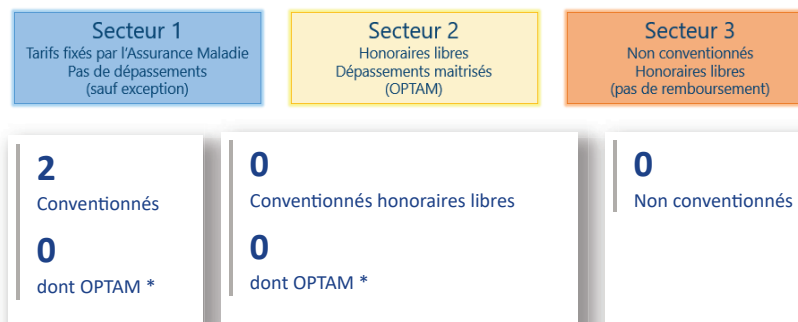 Secteur 1
Tarifs fixés par l'Assurance Maladie
Pas de dépassements
(sauf exception)
Secteur 2
Honoraires libres
Dépassements maitrisés
(OPTAM)
Secteur 3
Non conventionnés
Honoraires libres
(pas de remboursement)
2
Conventionnés
0
dont OPTAM *
0
Conventionnés honoraires libres
0
dont OPTAM *
0
Non conventionnés